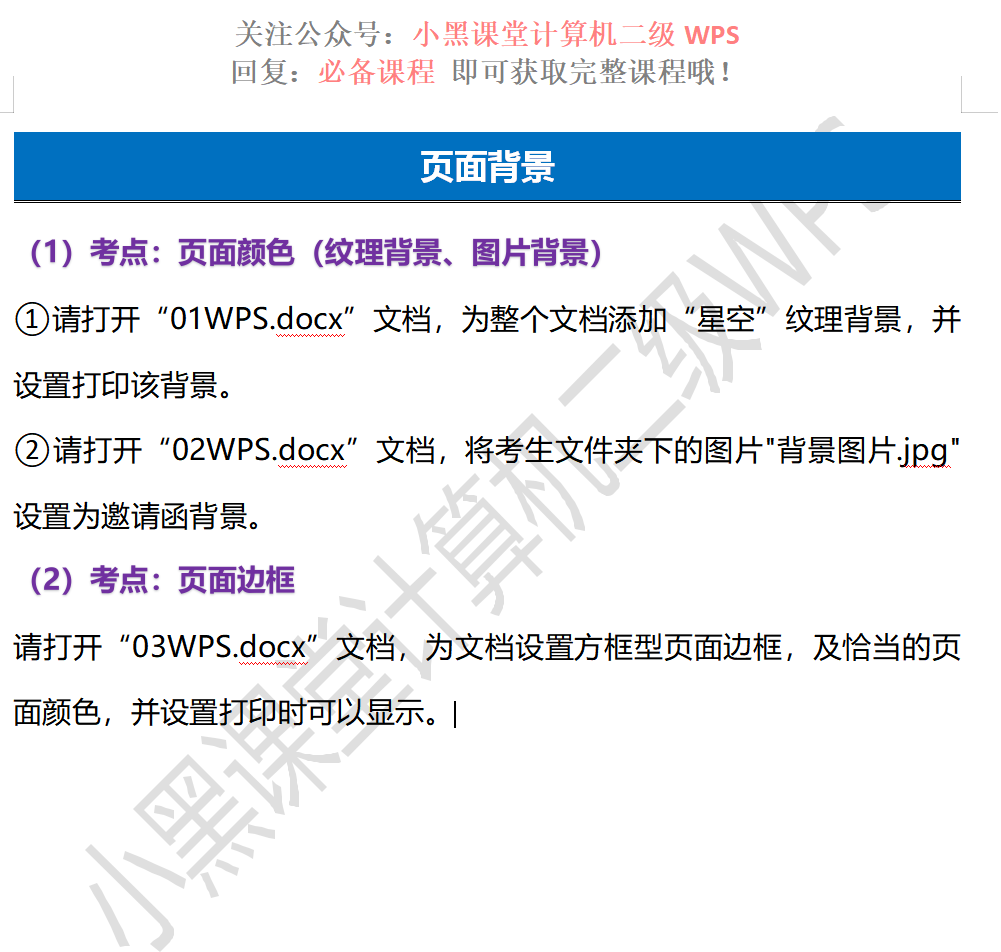 关注公众号：小黑课堂计算机二级 WPS
回复：必备课程 即可获取完整课程哦！
页面背景
（1）考点：页面颜色（纹理背景、图片背景）
①请打开“01WPS.docx”文档，为整个文档添加“星空”纹理背景，并
设置打印该背景。
②请打开“02WPS.docx”文档，将考生文件夹下的图片"背景图片.jpg"
设置为邀请函背景。
（2）考点：页面边框
请打开“03WPS.docx”文档，为文档设置方框型页面边框，及恰当的页
面颜色，并设置打印时可以显示。
小黑课堂计算机二级WPS